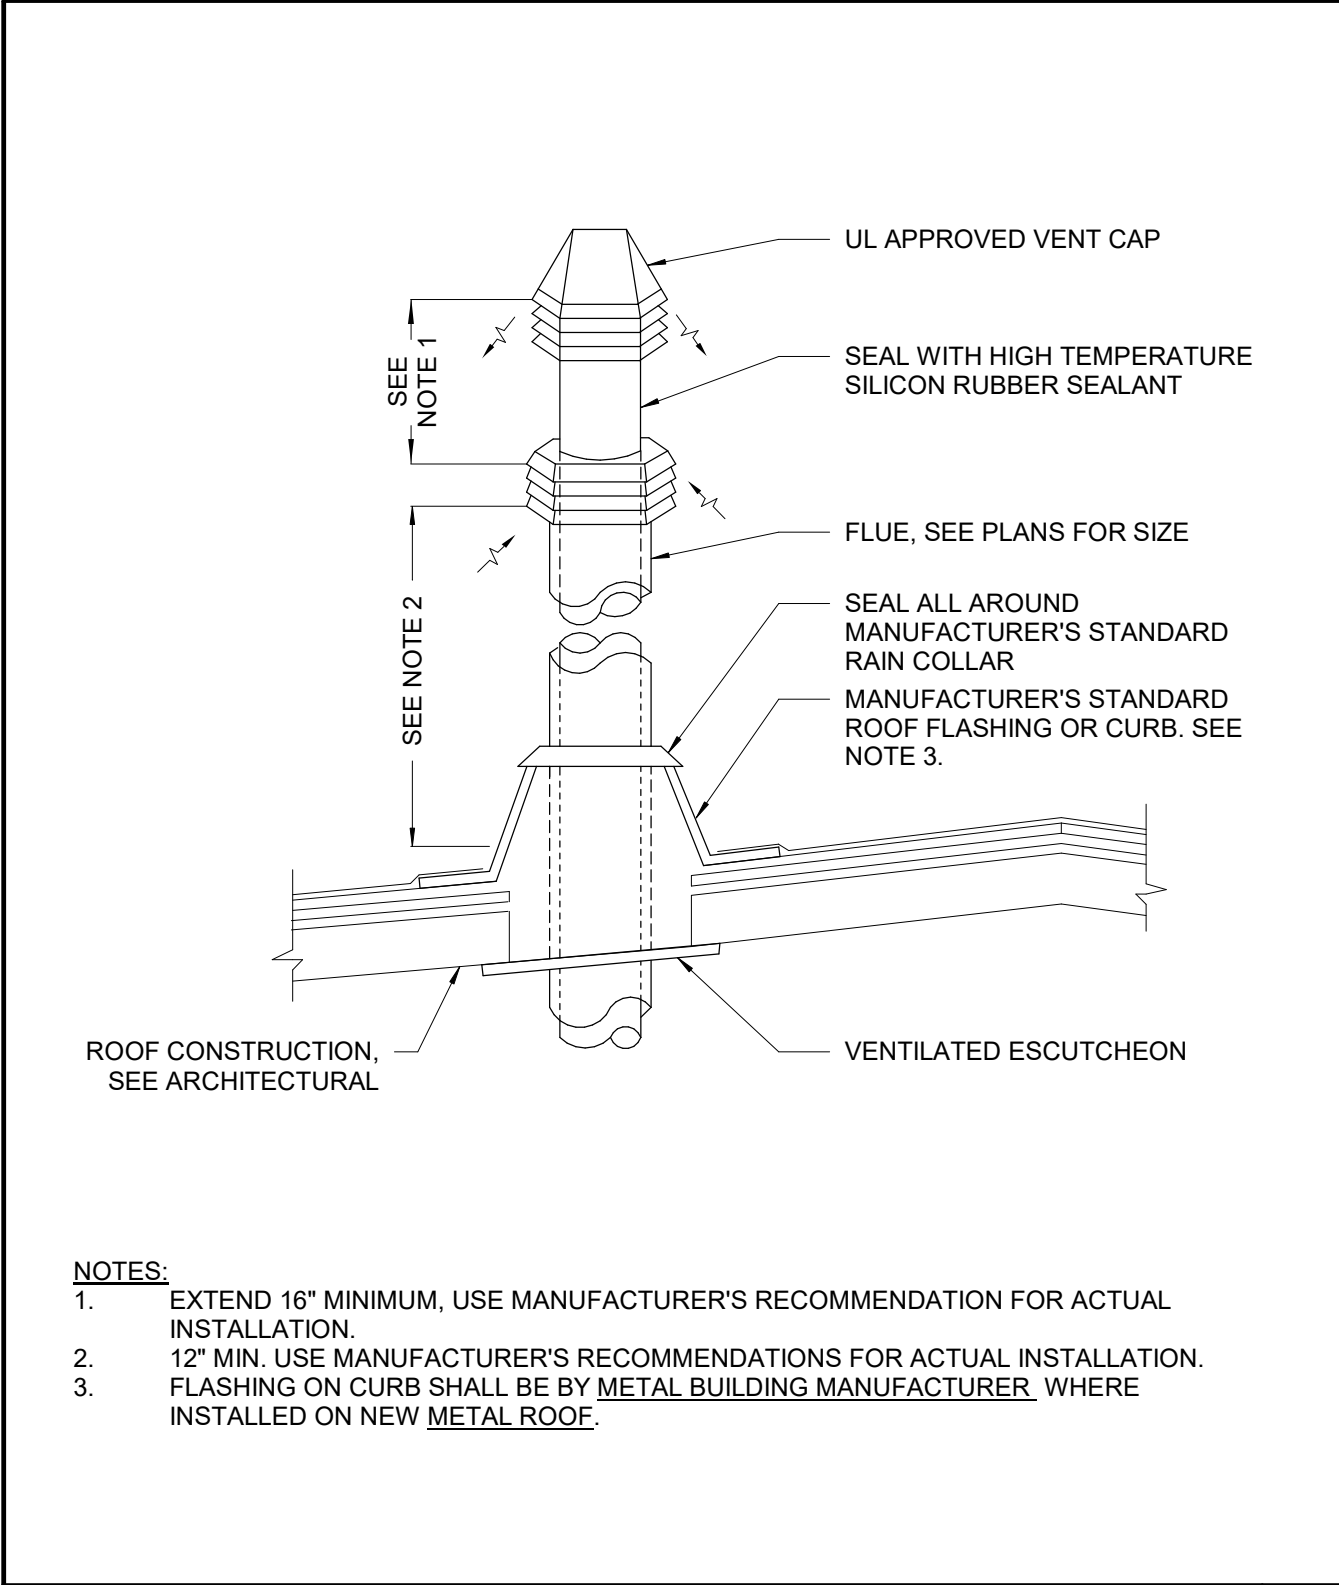 UL APPROVED VENT CAP
SEE
NOTE 1
SEAL WITH HIGH TEMPERATURE
SILICON RUBBER SEALANT
FLUE, SEE PLANS FOR SIZE
SEE NOTE 2
SEAL ALL AROUND
MANUFACTURER'S STANDARD
RAIN COLLAR
MANUFACTURER'S STANDARD
ROOF FLASHING OR CURB. SEE
NOTE 3.
ROOF CONSTRUCTION,
SEE ARCHITECTURAL
VENTILATED ESCUTCHEON
NOTES:
1. EXTEND 16" MINIMUM, USE MANUFACTURER'S RECOMMENDATION FOR ACTUAL
INSTALLATION.
2. 12" MIN. USE MANUFACTURER'S RECOMMENDATIONS FOR ACTUAL INSTALLATION.
3. FLASHING ON CURB SHALL BE BY METAL BUILDING MANUFACTURER WHERE
INSTALLED ON NEW METAL ROOF.